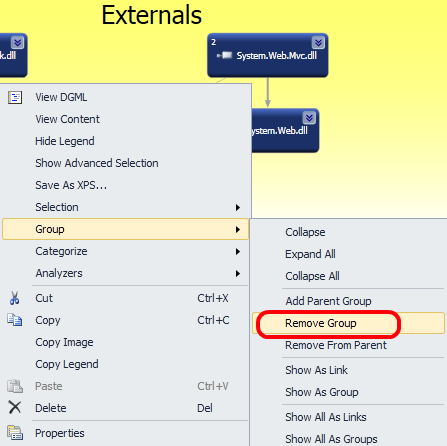 Externals
k.dll
2
System.Web.Mvc.dll
System.Web.dll
View DGML
View Content
Hide Legend
Show Advanced Selection
Save As XPS...
Selection
Group
Categorize
Analyzers
Cut Ctrl+X
Copy Ctrl+C
Copy Image
Copy Legend
Paste Ctrl+V
Delete Del
Properties
Collapse
Expand All
Collapse All
Add Parent Group
Remove Group
Remove From Parent
Show As Link
Show As Group
Show All As Links
Show All As Groups